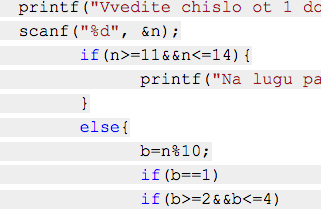 printf("Vvedite chislo ot 1 do
scanf("%d", &n);
if(n>=11&&n<=14){
printf("Na lugu pa
}
else{
b=n%10;
if(b==1)
if(b>=2&&b<=4)